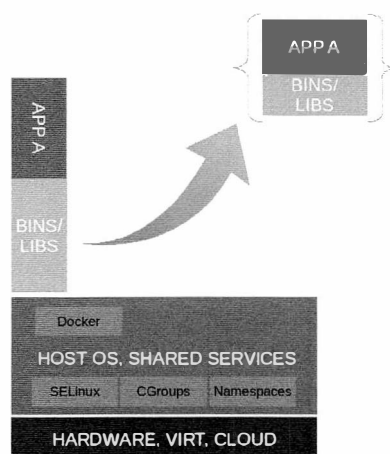 APP A
BINS/
LIBS
APP A
BINS/
LIBS
Docker
HOST OS, SHARED SERVICES
SELinux CGroups Namespaces
HARDWARE, VIRT, CLOUD